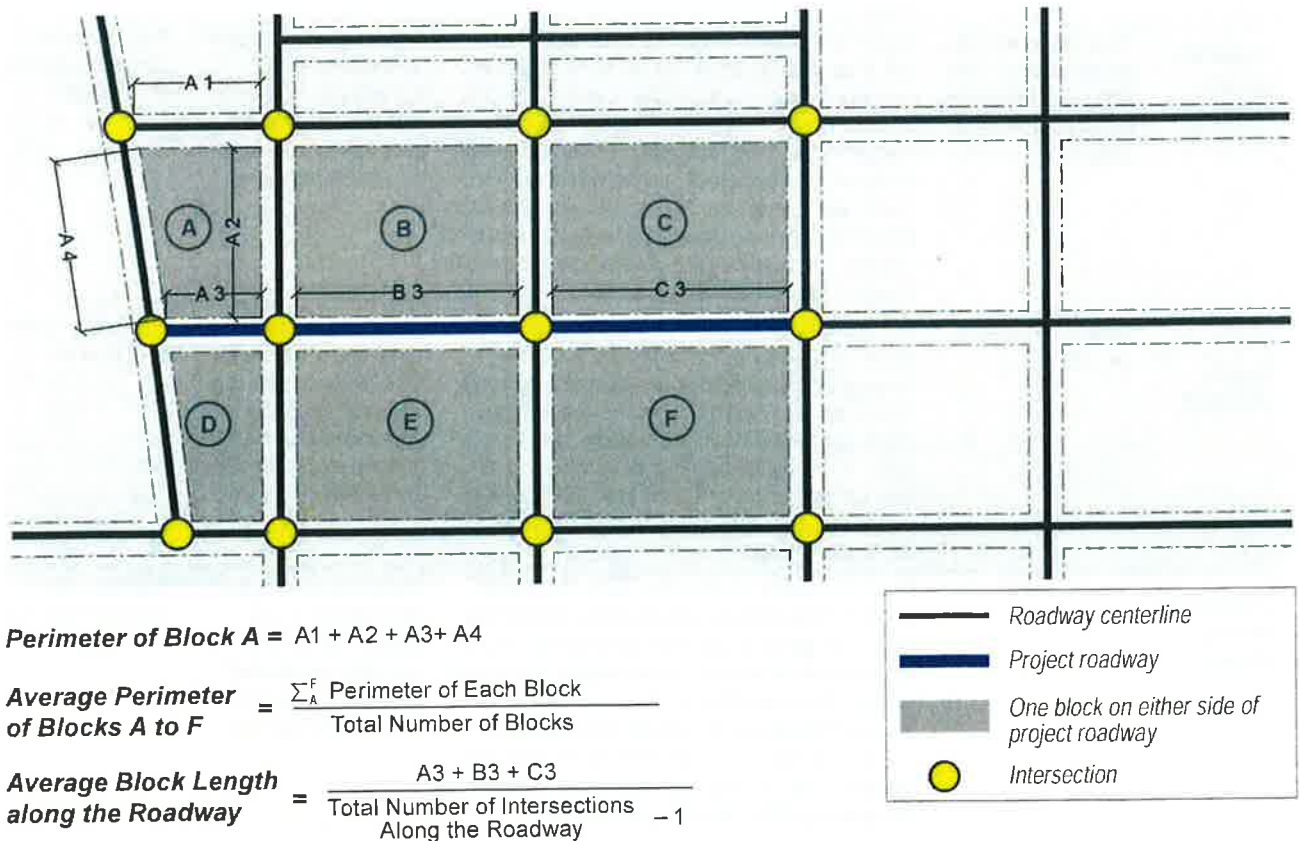 A 1
A
A 2
A 4
A 3
B
B 3
C
C 3
D
E
F
Perimeter of Block A = A1 + A2 + A3+ A4
Average Perimeter
of Blocks A to F
=
∑ᶠₐ Perimeter of Each Block
Total Number of Blocks
Average Block Length
along the Roadway
=
A3 + B3 + C3
Total Number of Intersections
Along the Roadway
– 1
Roadway centerline
Project roadway
One block on either side of
project roadway
Intersection